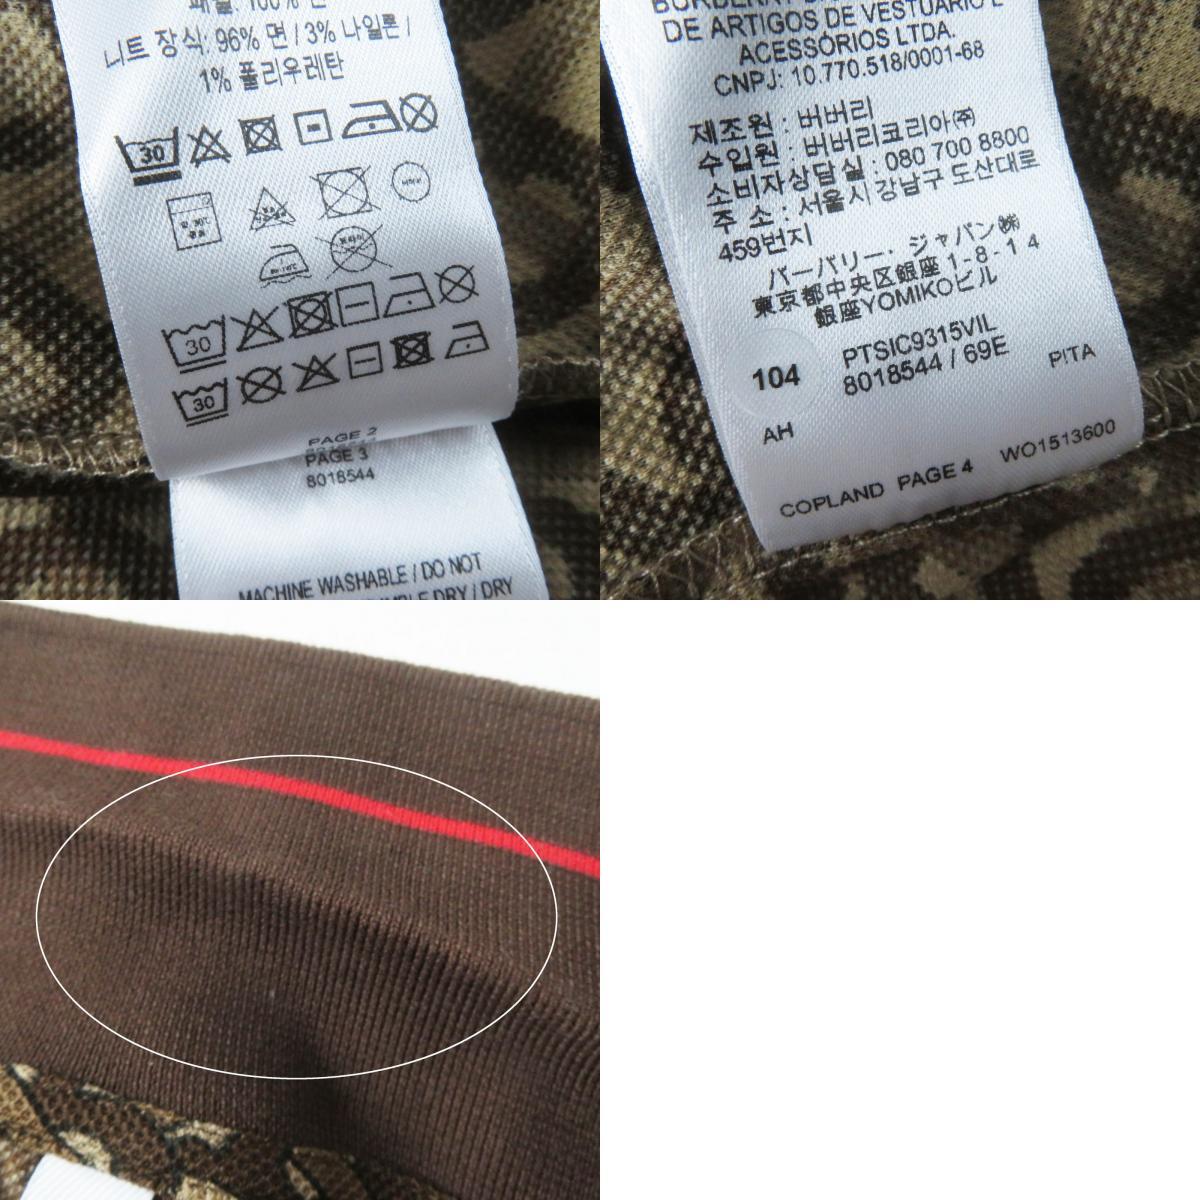 니트 장식: 96% 면 / 3% 나일론 /
1% 폴리우레탄
30
30
30
PAGE 2
PAGE 3
8018544
MACHINE WASHABLE / DO NOT
DRY / DRY
DE ARTIGOS DE VESTUÁRIO E
ACESSÓRIOS LTDA.
CNPJ: 10.770.518/0001-68
제조원 : 버버리
수입원 : 버버리코리아㈜
소비자상담실 : 080 700 8800
주 소 : 서울시 강남구 도산대로
459번지
バーバリー・ジャパン㈱
東京都中央区銀座1-8-14
銀座YOMIKOビル
104
PTSIC9315VIL
8018544 / 69E
PITA
AH
COPLAND PAGE 4 WO1513600